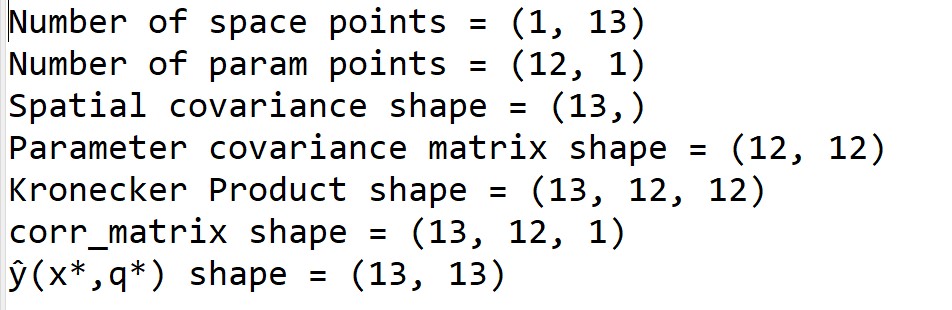 Number of space points = (1, 13)
Number of param points = (12, 1)
Spatial covariance shape = (13,)
Parameter covariance matrix shape = (12, 12)
Kronecker Product shape = (13, 12, 12)
corr_matrix shape = (13, 12, 1)
ŷ(x*,q*) shape = (13, 13)